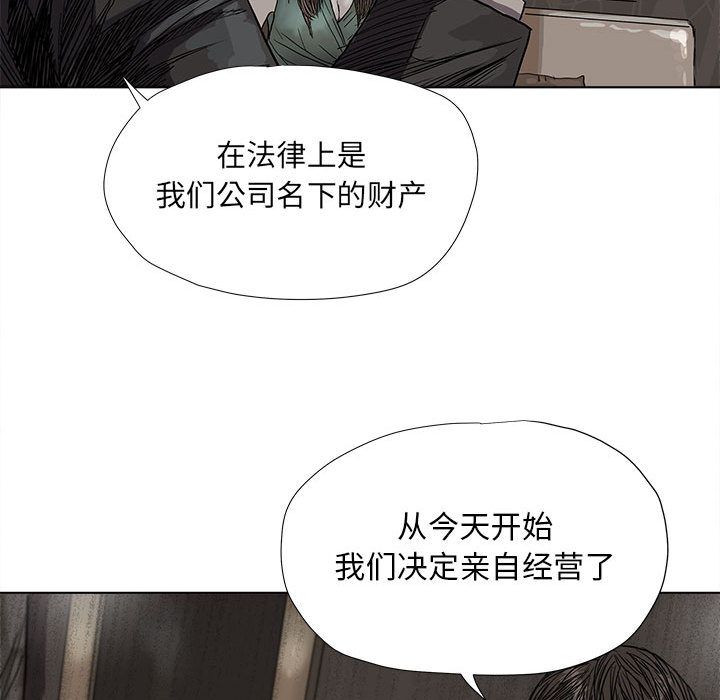 在法律上是
我们公司名下的财产
从今天开始
我们决定亲自经营了